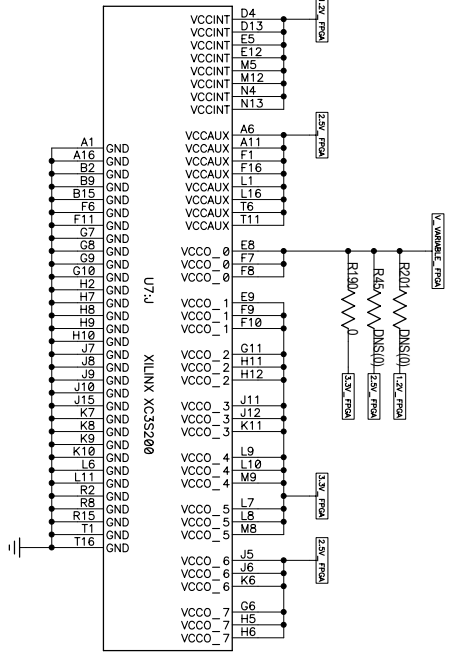 VCCINT D4
VCCINT D13
VCCINT E5
VCCINT E12
VCCINT M5
VCCINT M12
VCCINT N4
VCCINT N13
1.2V_FPGA
VCCAUX A6
VCCAUX A11
VCCAUX F1
VCCAUX F16
VCCAUX L1
VCCAUX L16
VCCAUX T6
VCCAUX T11
2.5V_FPGA
VCCO_0 E8
VCCO_0 F7
VCCO_0 F8
V_VARIABLE_FPGA
R201 DNS(0) 1.2V_FPGA
R45 DNS(0) 2.5V_FPGA
R190 0 3.3V_FPGA
VCCO_1 E9
VCCO_1 F9
VCCO_1 F10
VCCO_2 G11
VCCO_2 H11
VCCO_2 H12
VCCO_3 J11
VCCO_3 J12
VCCO_3 K11
VCCO_4 L9
VCCO_4 L10
VCCO_4 M9
VCCO_5 L7
VCCO_5 L8
VCCO_5 M8
3.3V_FPGA
VCCO_6 J5
VCCO_6 J6
VCCO_6 K6
VCCO_7 G6
VCCO_7 H5
VCCO_7 H6
2.5V_FPGA
U7:J XILINX XC3S200
A1 GND
A16 GND
B2 GND
B9 GND
B15 GND
F6 GND
F11 GND
G7 GND
G8 GND
G9 GND
G10 GND
H2 GND
H7 GND
H8 GND
H9 GND
H10 GND
J7 GND
J8 GND
J9 GND
J10 GND
J15 GND
K7 GND
K8 GND
K9 GND
K10 GND
L6 GND
L11 GND
R2 GND
R8 GND
R15 GND
T1 GND
T16 GND